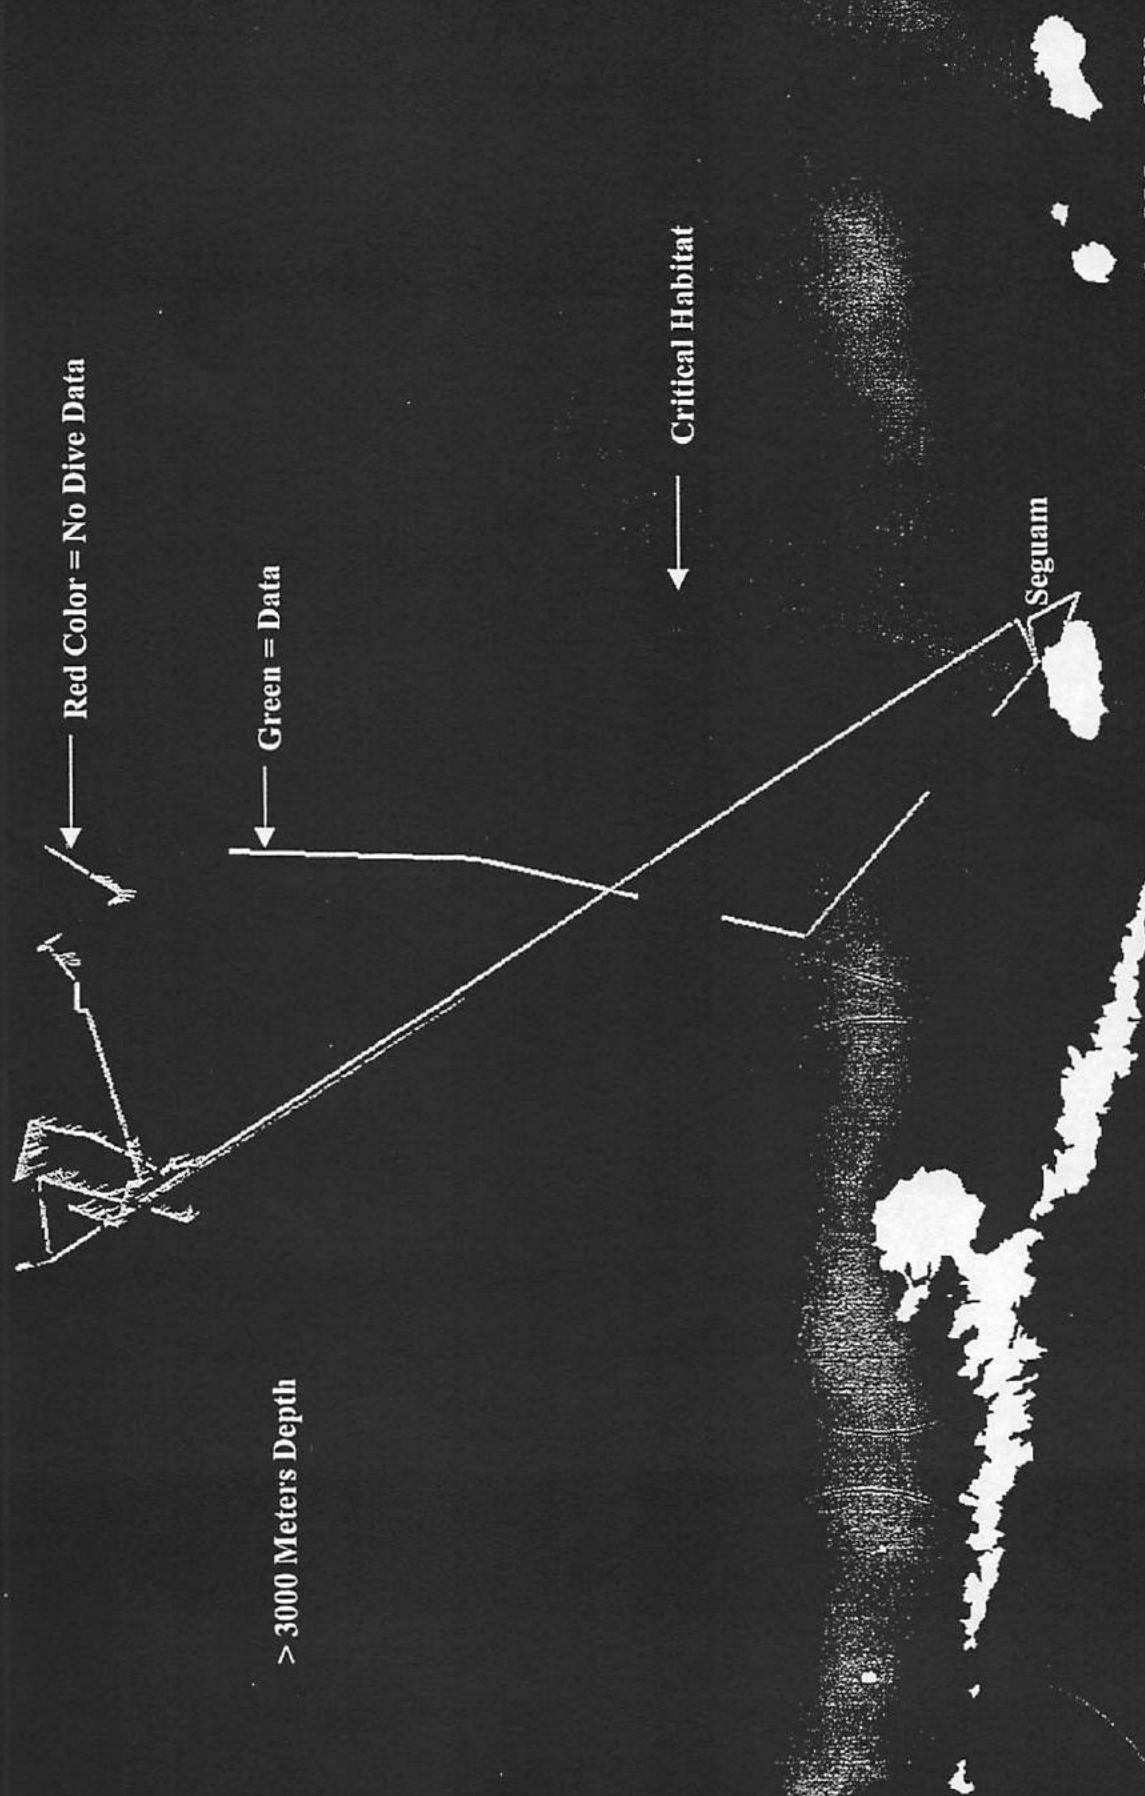 Red Color = No Dive Data
Green = Data
> 3000 Meters Depth
Critical Habitat
Seguam